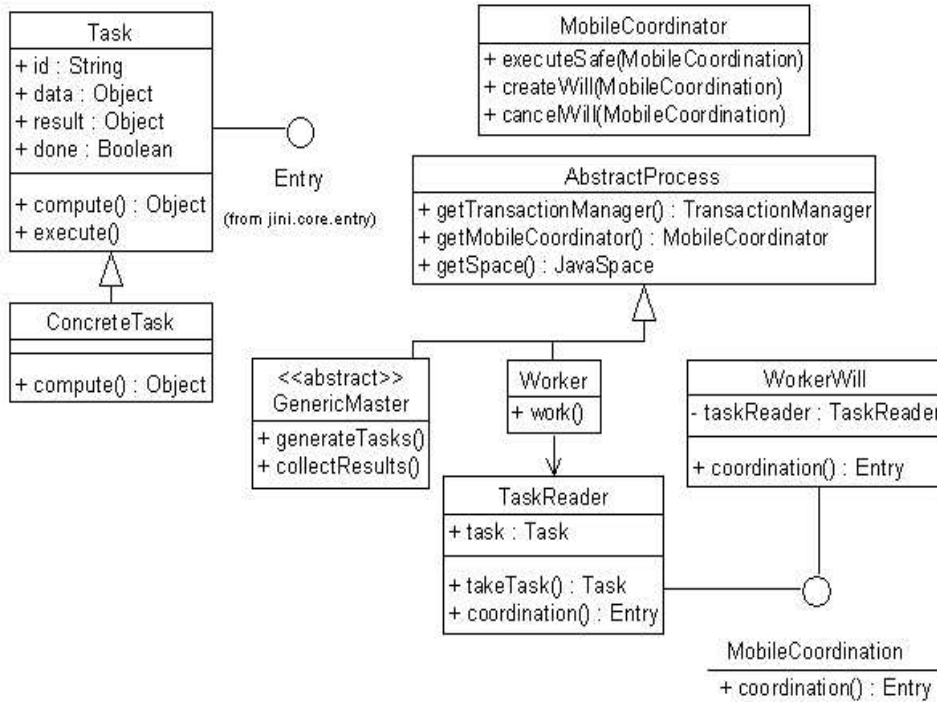 Task
+ id : String
+ data : Object
+ result : Object
+ done : Boolean
+ compute() : Object
+ execute()
Entry
(from jini.core.entry)
MobileCoordinator
+ executeSafe(MobileCoordination)
+ createWill(MobileCoordination)
+ cancelWill(MobileCoordination)
AbstractProcess
+ getTransactionManager() : TransactionManager
+ getMobileCoordinator() : MobileCoordinator
+ getSpace() : JavaSpace
ConcreteTask
+ compute() : Object
<<abstract>>
GenericMaster
+ generateTasks()
+ collectResults()
Worker
+ work()
WorkerWill
- taskReader : TaskReader
+ coordination() : Entry
TaskReader
+ task : Task
+ takeTask() : Task
+ coordination() : Entry
MobileCoordination
+ coordination() : Entry